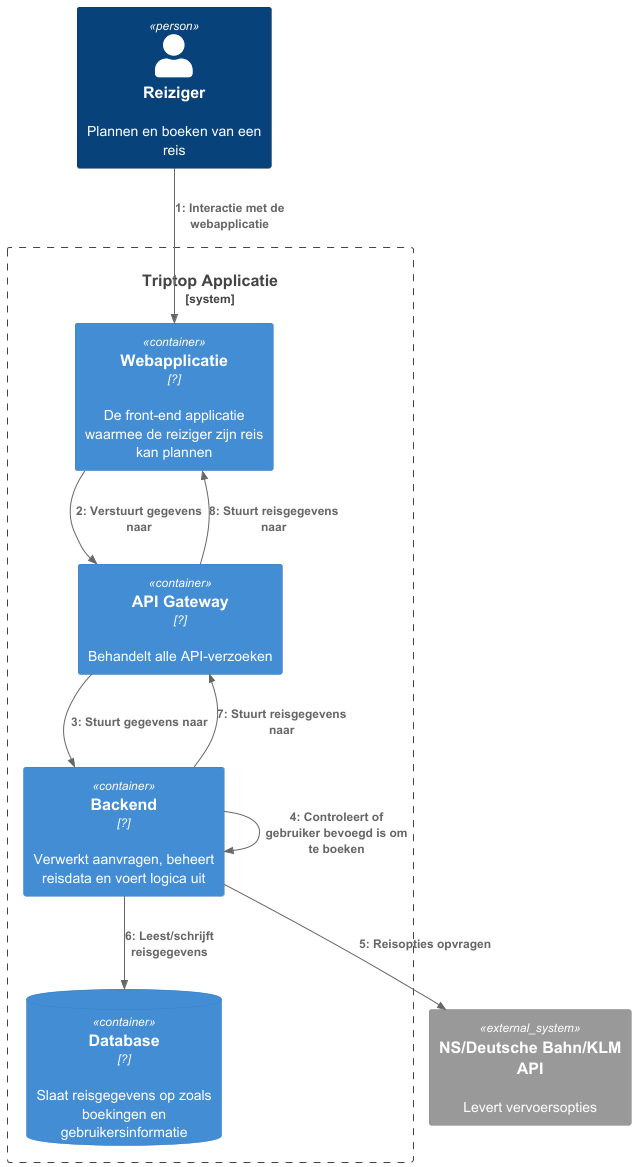 «person»
Reiziger
Plannen en boeken van een
reis
1: Interactie met de
webapplicatie
Triptop Applicatie
[system]
«container»
Webapplicatie
[?]
De front-end applicatie
waarmee de reiziger zijn reis
kan plannen
2: Verstuurt gegevens
naar
8: Stuurt reisgegevens
naar
«container»
API Gateway
[?]
Behandelt alle API-verzoeken
3: Stuurt gegevens naar
7: Stuurt reisgegevens
naar
«container»
Backend
[?]
Verwerkt aanvragen, beheert
reisdata en voert logica uit
4: Controleert of
gebruiker bevoegd is om
te boeken
6: Leest/schrijft
reisgegevens
5: Reisopties opvragen
«container»
Database
[?]
Slaat reisgegevens op zoals
boekingen en
gebruikersinformatie
«external_system»
NS/Deutsche Bahn/KLM
API
Levert vervoersopties